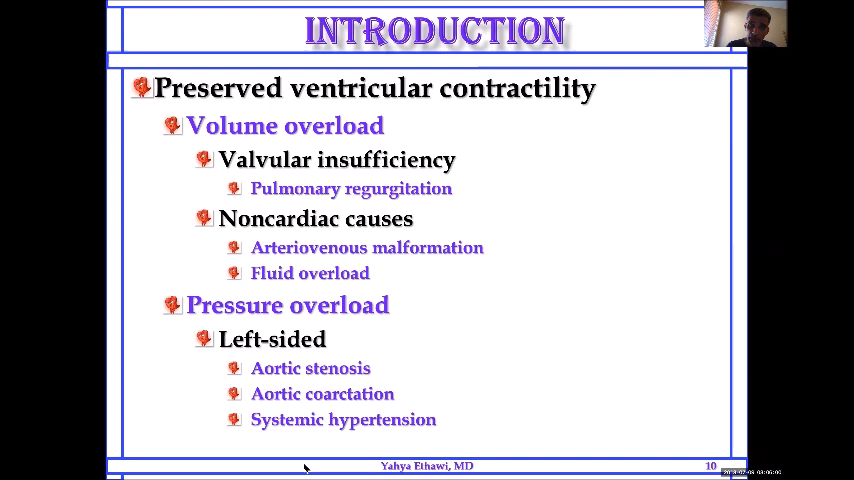 INTRODUCTION
Preserved ventricular contractility
Volume overload
Valvular insufficiency
Pulmonary regurgitation
Noncardiac causes
Arteriovenous malformation
Fluid overload
Pressure overload
Left-sided
Aortic stenosis
Aortic coarctation
Systemic hypertension
Yahya Ethawi, MD
10